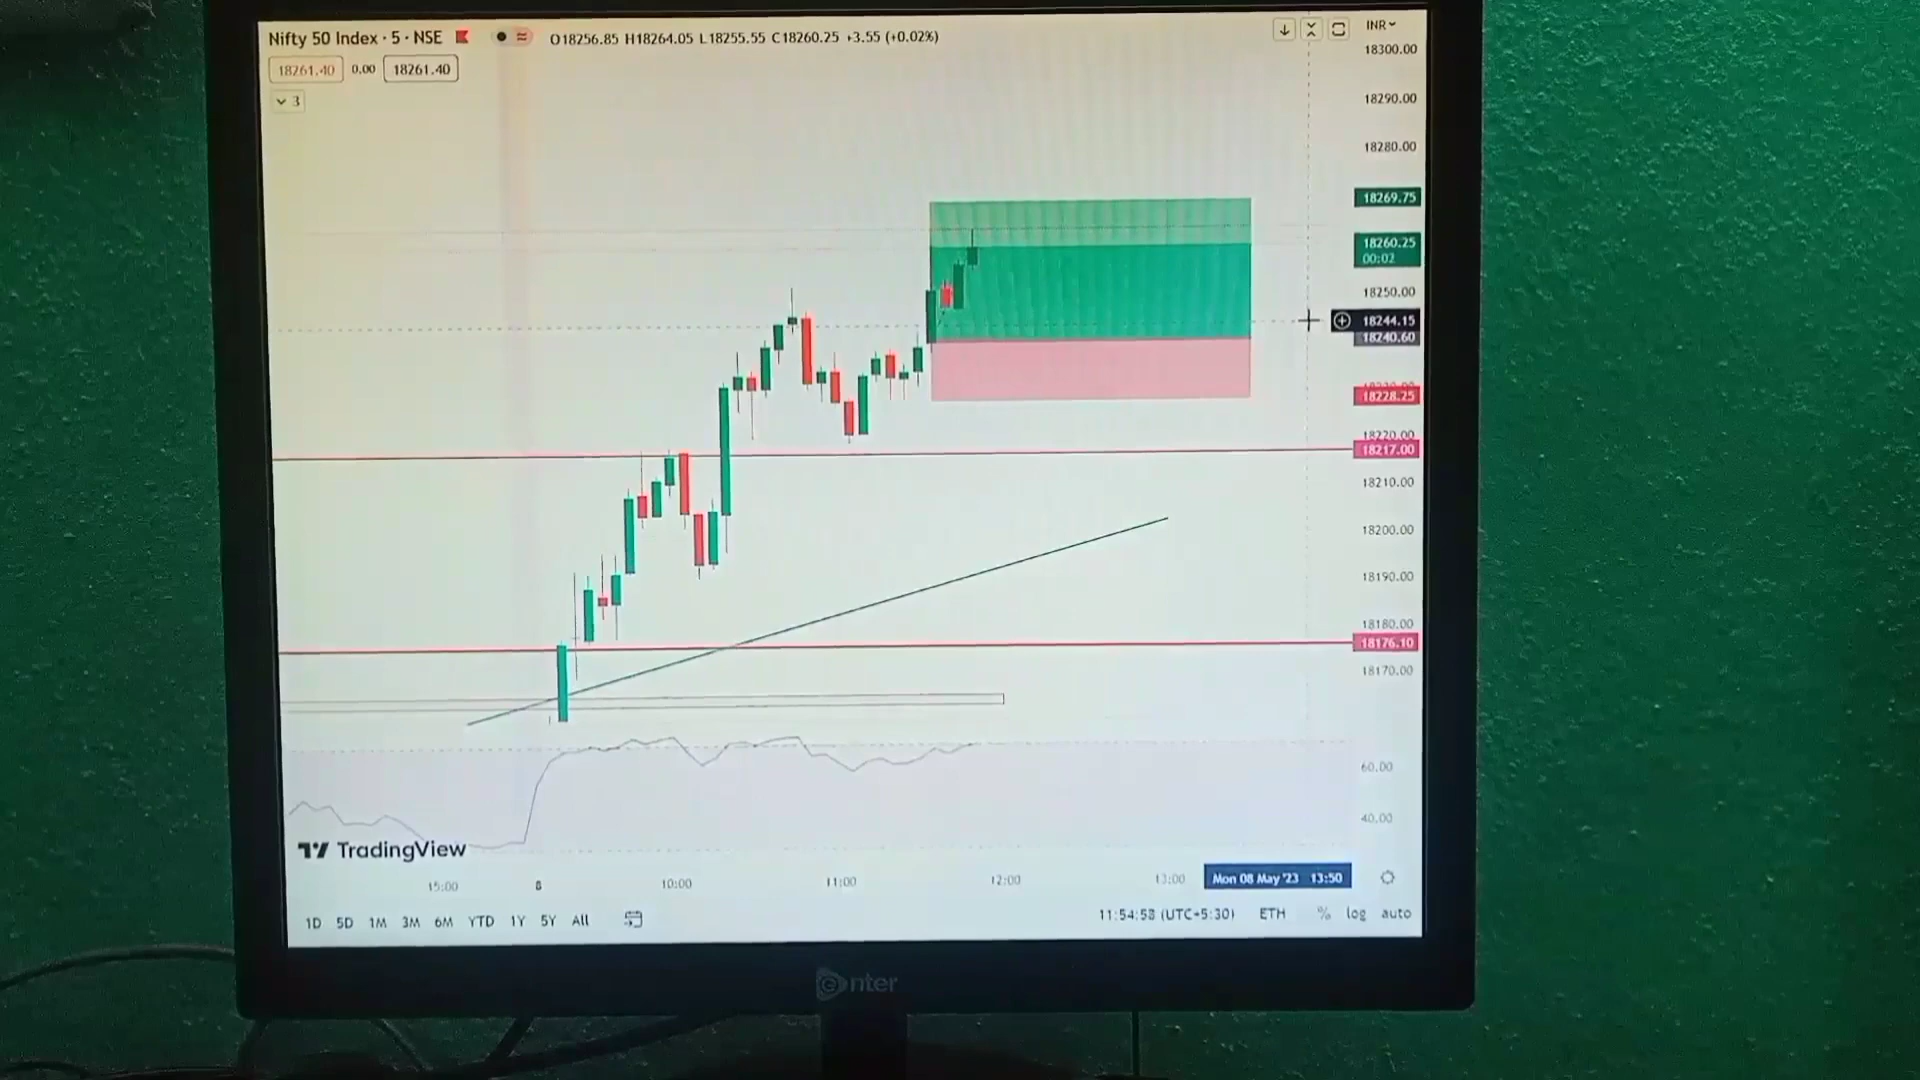 Nifty 50 Index · 5 · NSE
O18256.85 H18264.05 L18255.55 C18260.25 +3.55 (+0.02%)
INR
18261.40 0.00 18261.40
3
18300.00
18290.00
18280.00
18269.75
18260.25
00:02
18250.00
18244.15
18240.60
18228.25
18220.00
18217.00
18210.00
18200.00
18190.00
18180.00
18176.10
18170.00
60.00
40.00
TradingView
15:00 8 10:00 11:00 12:00 13:00 Mon 08 May '23 13:50
1D 5D 1M 3M 6M YTD 1Y 5Y All
11:54:58 (UTC+5:30) ETH % log auto
enter